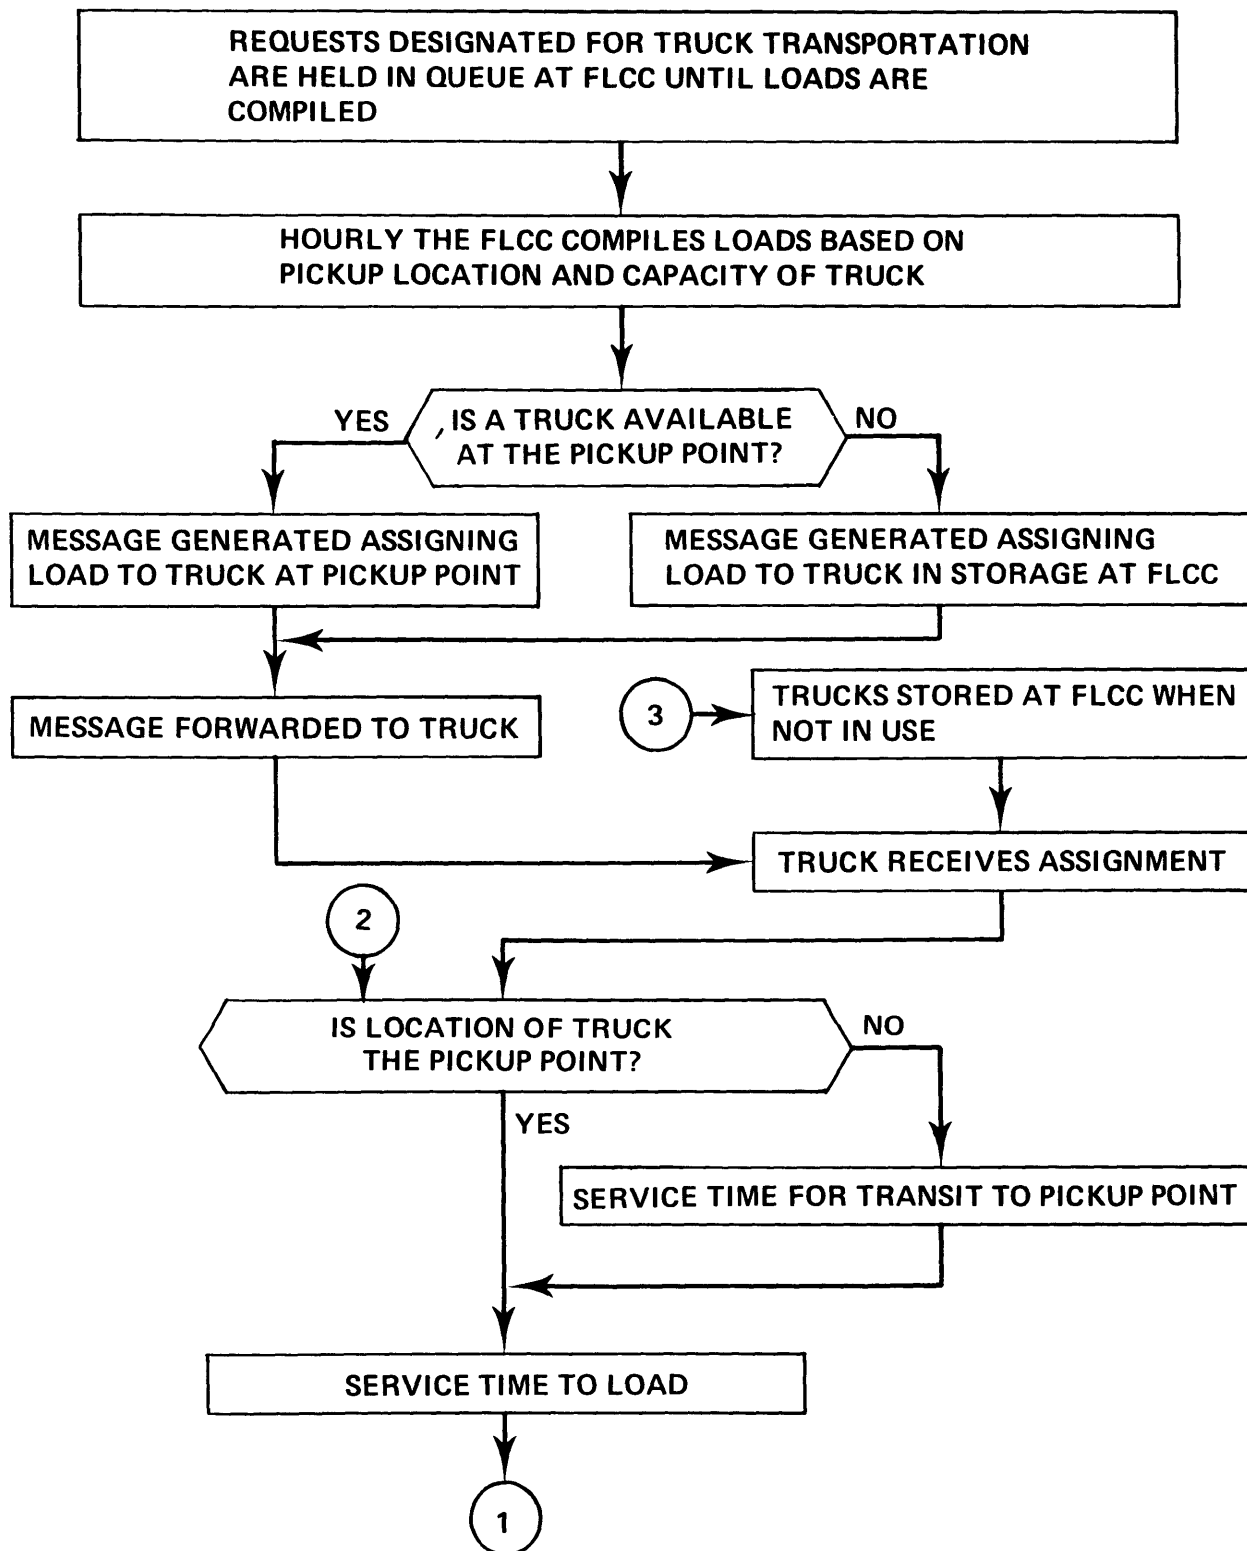 REQUESTS DESIGNATED FOR TRUCK TRANSPORTATION
ARE HELD IN QUEUE AT FLCC UNTIL LOADS ARE
COMPILED
HOURLY THE FLCC COMPILES LOADS BASED ON
PICKUP LOCATION AND CAPACITY OF TRUCK
YES
IS A TRUCK AVAILABLE
AT THE PICKUP POINT?
NO
MESSAGE GENERATED ASSIGNING
LOAD TO TRUCK AT PICKUP POINT
MESSAGE GENERATED ASSIGNING
LOAD TO TRUCK IN STORAGE AT FLCC
MESSAGE FORWARDED TO TRUCK
3
TRUCKS STORED AT FLCC WHEN
NOT IN USE
TRUCK RECEIVES ASSIGNMENT
2
IS LOCATION OF TRUCK
THE PICKUP POINT?
NO
YES
SERVICE TIME FOR TRANSIT TO PICKUP POINT
SERVICE TIME TO LOAD
1